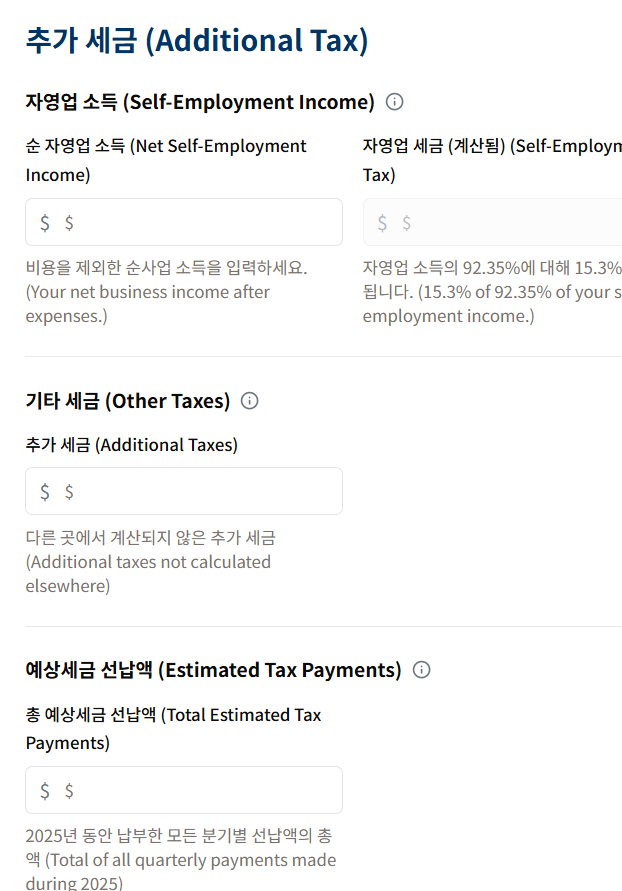 추가 세금 (Additional Tax)
자영업 소득 (Self-Employment Income)
순 자영업 소득 (Net Self-Employment
Income)
$ $
비용을 제외한 순사업 소득을 입력하세요.
(Your net business income after
expenses.)
자영업 세금 (계산됨) (Self-Employm
Tax)
$ $
자영업 소득의 92.35%에 대해 15.3%
됩니다. (15.3% of 92.35% of your s
employment income.)
기타 세금 (Other Taxes)
추가 세금 (Additional Taxes)
$ $
다른 곳에서 계산되지 않은 추가 세금
(Additional taxes not calculated
elsewhere)
예상세금 선납액 (Estimated Tax Payments)
총 예상세금 선납액 (Total Estimated Tax
Payments)
$ $
2025년 동안 납부한 모든 분기별 선납액의 총
액 (Total of all quarterly payments made
during 2025)